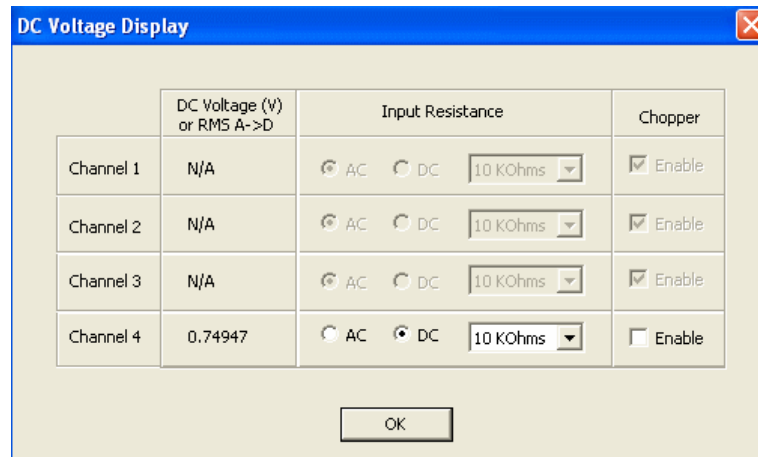 DC Voltage Display
DC Voltage (V)
or RMS A->D
Input Resistance
Chopper
Channel 1 N/A AC DC 10 KOhms Enable
Channel 2 N/A AC DC 10 KOhms Enable
Channel 3 N/A AC DC 10 KOhms Enable
Channel 4 0.74947 AC DC 10 KOhms Enable
OK